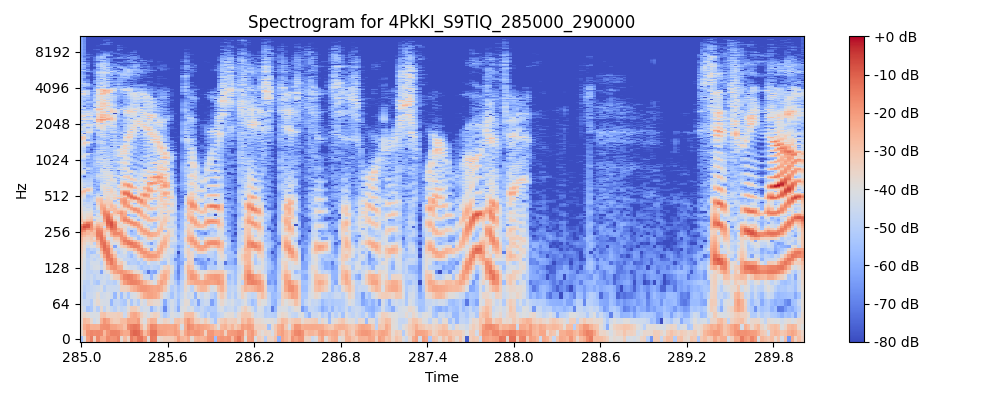 Spectrogram for 4PkKI_S9TIQ_285000_290000
Hz
8192
4096
2048
1024
512
256
128
64
0
285.0 285.6 286.2 286.8 287.4 288.0 288.6 289.2 289.8
Time
+0 dB
-10 dB
-20 dB
-30 dB
-40 dB
-50 dB
-60 dB
-70 dB
-80 dB